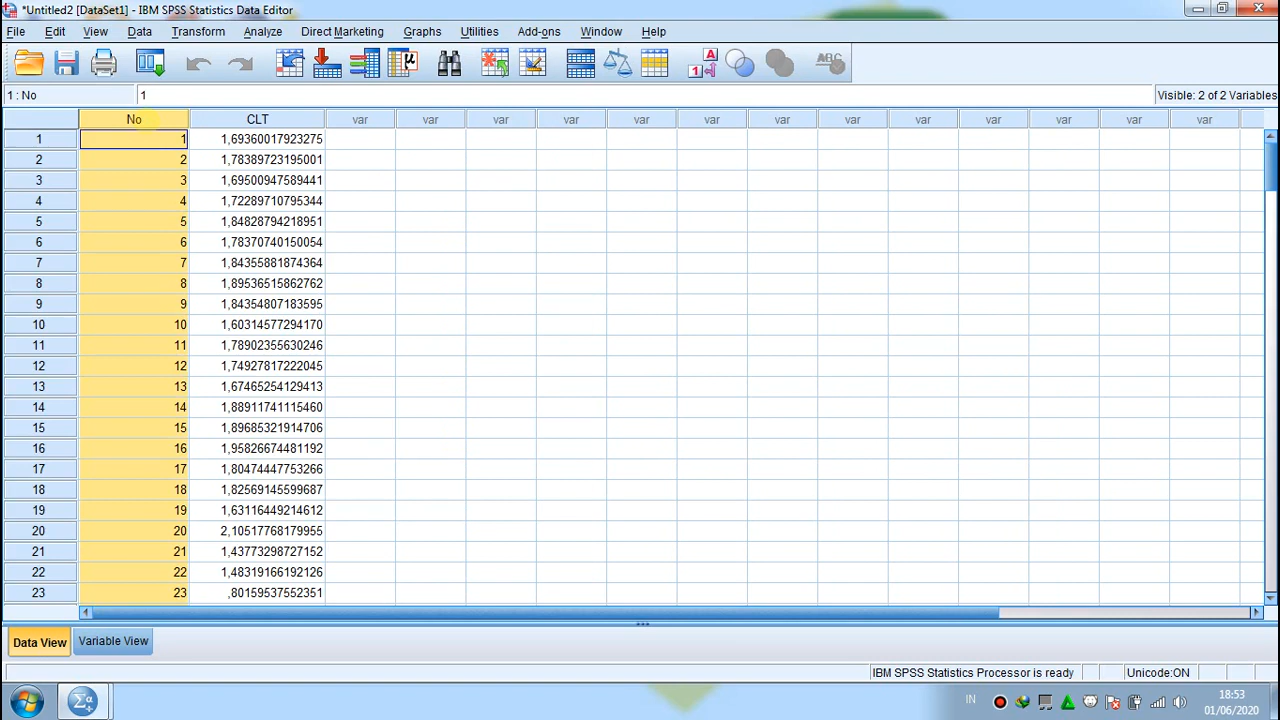 *Untitled2 [DataSet1] - IBM SPSS Statistics Data Editor
File Edit View Data Transform Analyze Direct Marketing Graphs Utilities Add-ons Window Help
1 : No 1 Visible: 2 of 2 Variables
No CLT var var var var var var var var var var var var var
1 1 1,69360017923275
2 2 1,78389723195001
3 3 1,69500947589441
4 4 1,72289710795344
5 5 1,84828794218951
6 6 1,78370740150054
7 7 1,84355881874364
8 8 1,89536515862762
9 9 1,84354807183595
10 10 1,60314577294170
11 11 1,78902355630246
12 12 1,74927817222045
13 13 1,67465254129413
14 14 1,88911741115460
15 15 1,89685321914706
16 16 1,95826674481192
17 17 1,80474447753266
18 18 1,82569145599687
19 19 1,63116449214612
20 20 2,10517768179955
21 21 1,43773298727152
22 22 1,48319166192126
23 23 ,80159537552351
Data View Variable View
IBM SPSS Statistics Processor is ready Unicode:ON
IN 18:53
01/06/2020